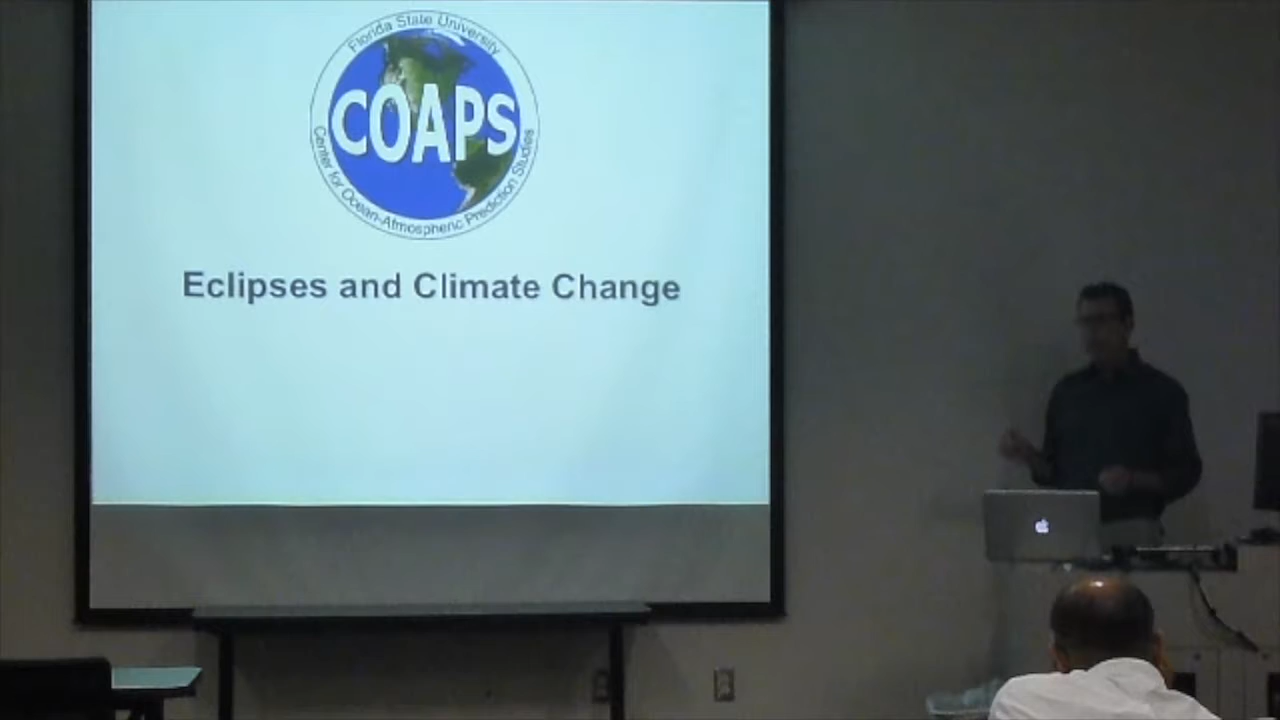 Florida State University
COAPS
Center for Ocean-Atmospheric Prediction Studies
Eclipses and Climate Change